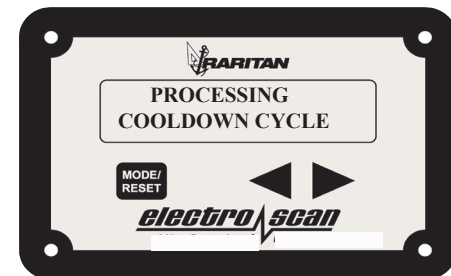 RARITAN
PROCESSING
COOLDOWN CYCLE
MODE/
RESET
electro scan